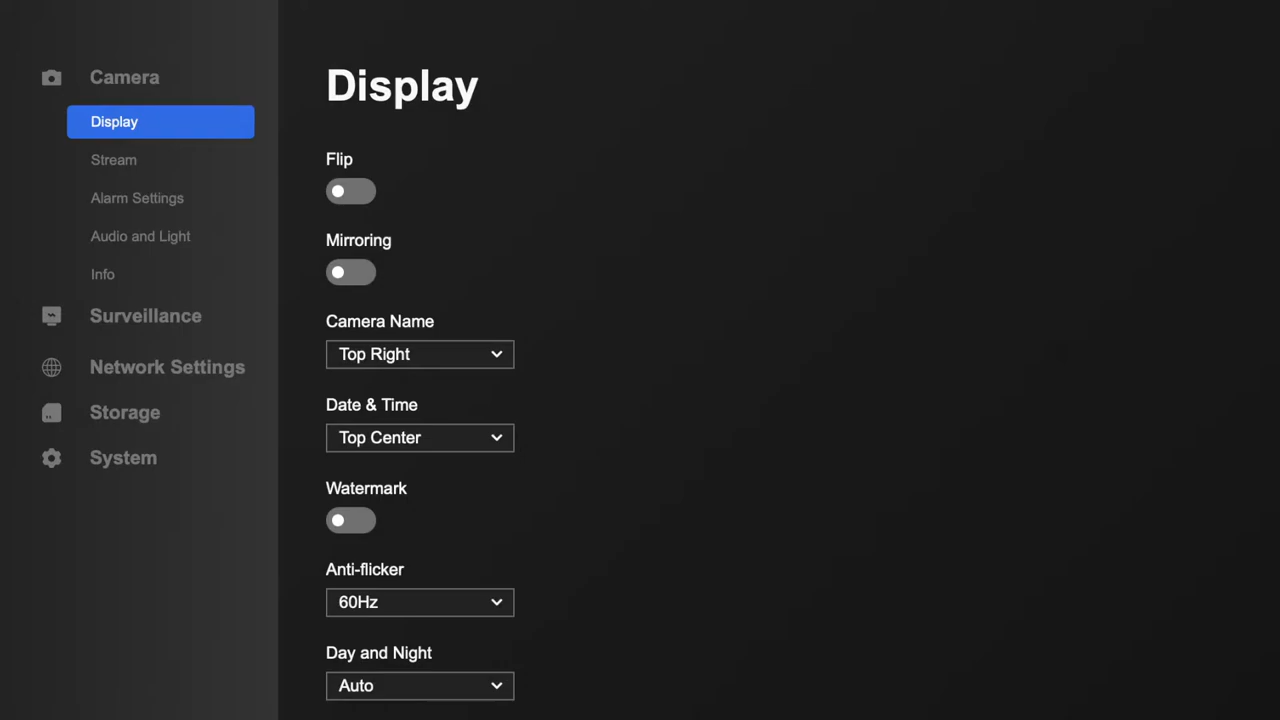 Camera
Display
Stream
Alarm Settings
Audio and Light
Info
Surveillance
Network Settings
Storage
System
Display
Flip
Mirroring
Camera Name
Top Right
Date & Time
Top Center
Watermark
Anti-flicker
60Hz
Day and Night
Auto